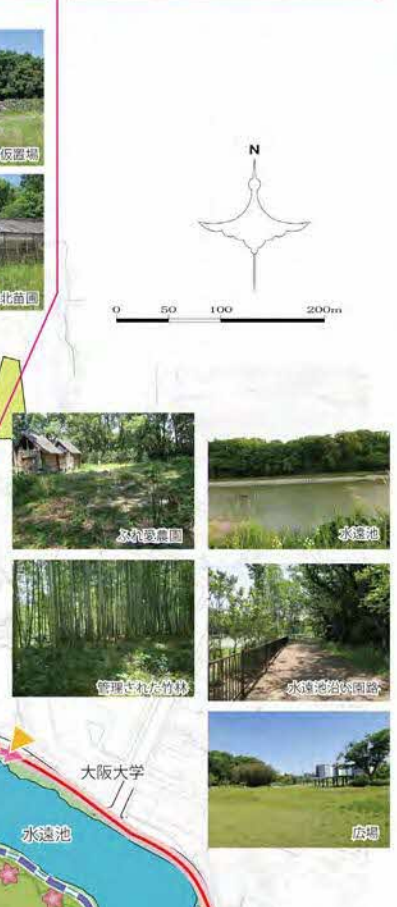 仮置場
N
北苗圃
0 50 100 200m
ふれ愛農園
水遠池
管理された竹林
水遠池沿い園路
大阪大学
水遠池
広場